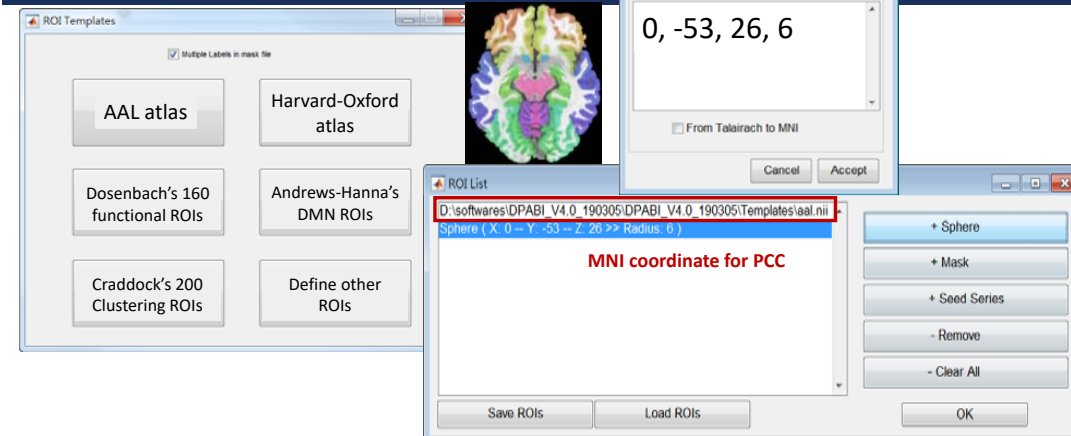 ROI Templates
Multiple Labels in mask file
AAL atlas
Harvard-Oxford
atlas
Dosenbach's 160
functional ROIs
Andrews-Hanna's
DMN ROIs
Craddock's 200
Clustering ROIs
Define other
ROIs
0, -53, 26, 6
From Talairach to MNI
Cancel
Accept
ROI List
D:\softwares\DPABI_V4.0_190305\DPABI_V4.0_190305\Templates\aal.nii
Sphere ( X: 0 -- Y: -53 -- Z: 26 >> Radius: 6 )
MNI coordinate for PCC
+ Sphere
+ Mask
+ Seed Series
- Remove
- Clear All
Save ROIs
Load ROIs
OK